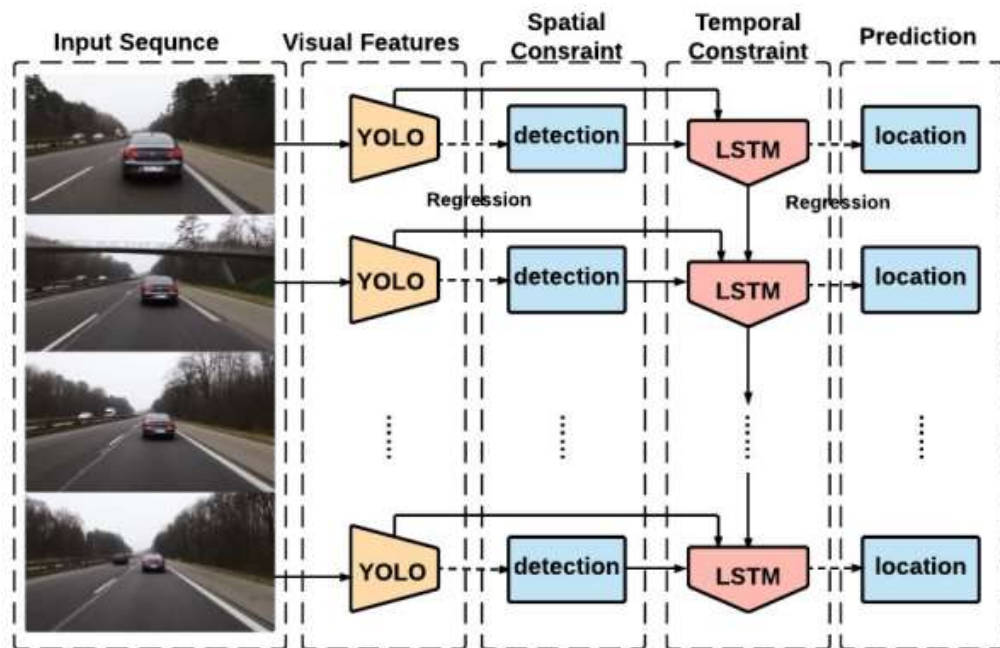 Input Sequnce
Visual Features
Spatial
Consraint
Temporal
Constraint
Prediction
YOLO
detection
LSTM
location
Regression
Regression
YOLO
detection
LSTM
location
YOLO
detection
LSTM
location